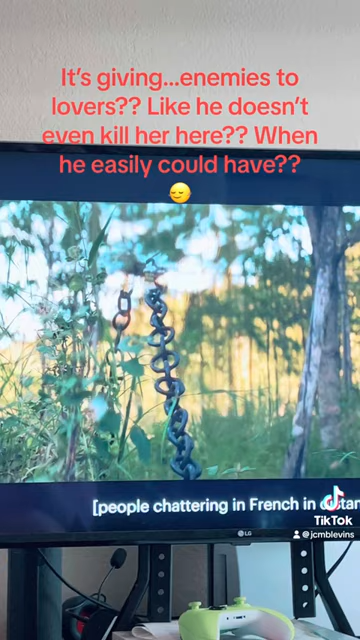 It's giving...enemies to
lovers?? Like he doesn't
even kill her here?? When
he easily could have??
😌
[people chattering in French in distan
TikTok
@jcmblevins
LG